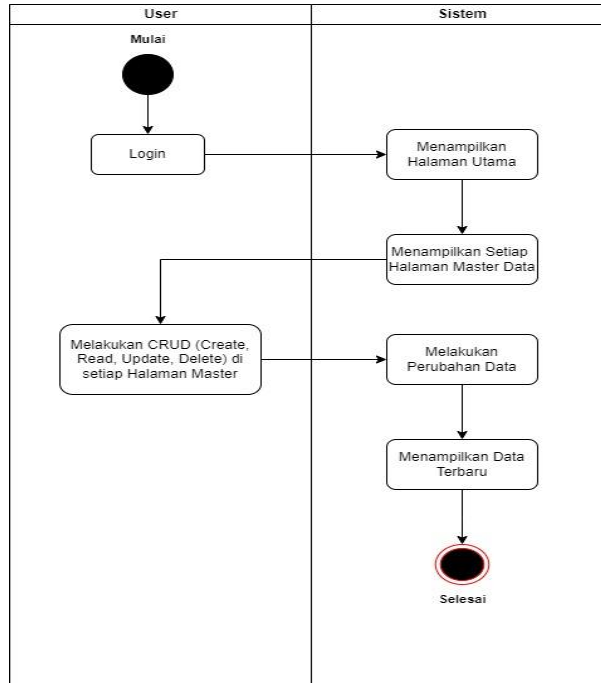 User
Sistem
Mulai
Login
Menampilkan
Halaman Utama
Menampilkan Setiap
Halaman Master Data
Melakukan CRUD (Create,
Read, Update, Delete) di
setiap Halaman Master
Melakukan
Perubahan Data
Menampilkan Data
Terbaru
Selesai